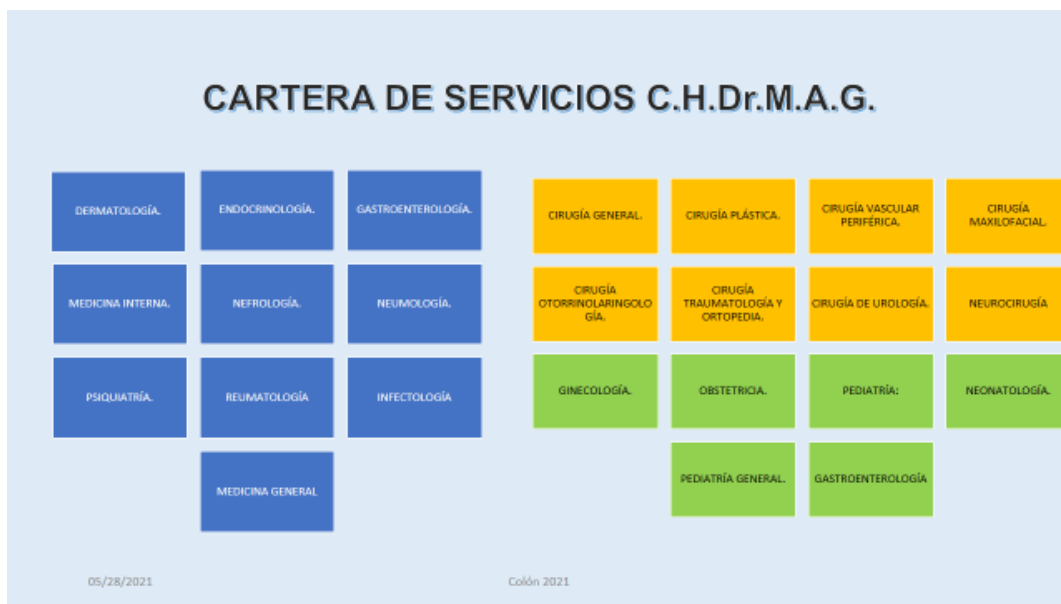 CARTERA DE SERVICIOS C.H.Dr.M.A.G.
DERMATOLOGÍA.
ENDOCRINOLOGÍA.
GASTROENTEROLOGÍA.
MEDICINA INTERNA.
NEFROLOGÍA.
NEUMOLOGÍA.
PSIQUIATRÍA.
REUMATOLOGÍA
INFECTOLOGÍA
MEDICINA GENERAL
CIRUGÍA GENERAL.
CIRUGÍA PLÁSTICA.
CIRUGÍA VASCULAR
PERIFÉRICA.
CIRUGÍA
MAXILOFACIAL.
CIRUGÍA
OTORRINOLARINGOLO
GÍA.
CIRUGÍA
TRAUMATOLOGÍA Y
ORTOPEDIA.
CIRUGÍA DE UROLOGÍA.
NEUROCIRUGÍA
GINECOLOGÍA.
OBSTETRICIA.
PEDIATRÍA:
NEONATOLOGÍA.
PEDIATRÍA GENERAL.
GASTROENTEROLOGÍA
05/28/2021
Colón 2021